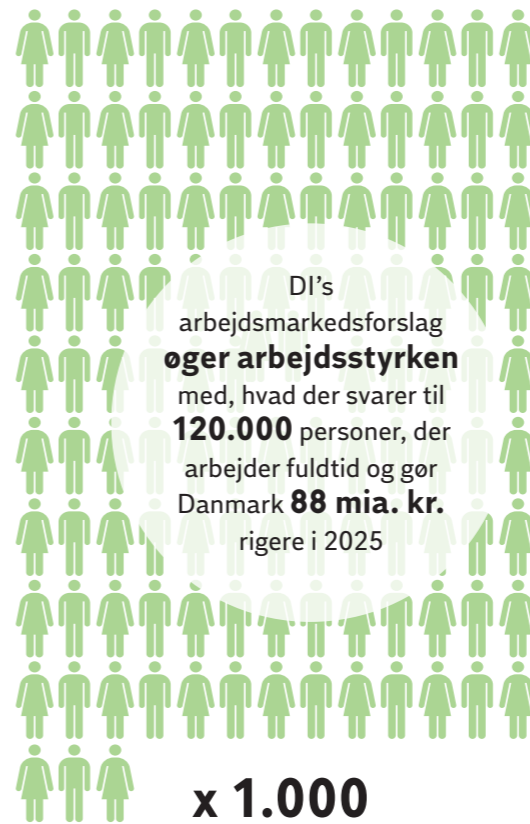 DI’s
arbejdsmarkedsforslag
øger arbejdsstyrken
med, hvad der svarer til
120.000 personer, der
arbejder fuldtid og gør
Danmark 88 mia. kr.
rigere i 2025
x 1.000